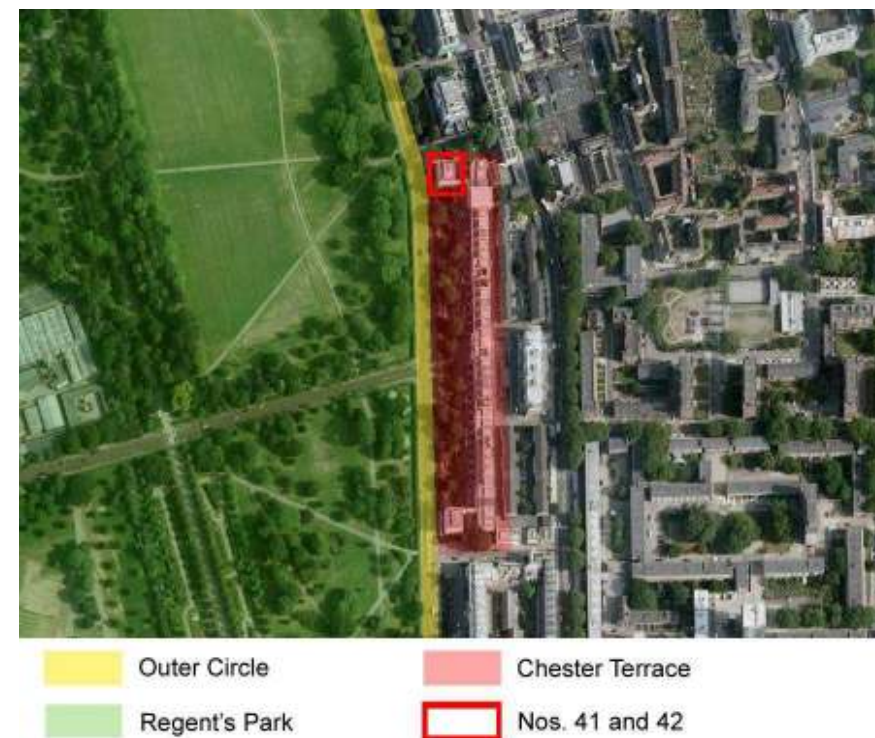 Outer Circle
Chester Terrace
Regent's Park
Nos. 41 and 42